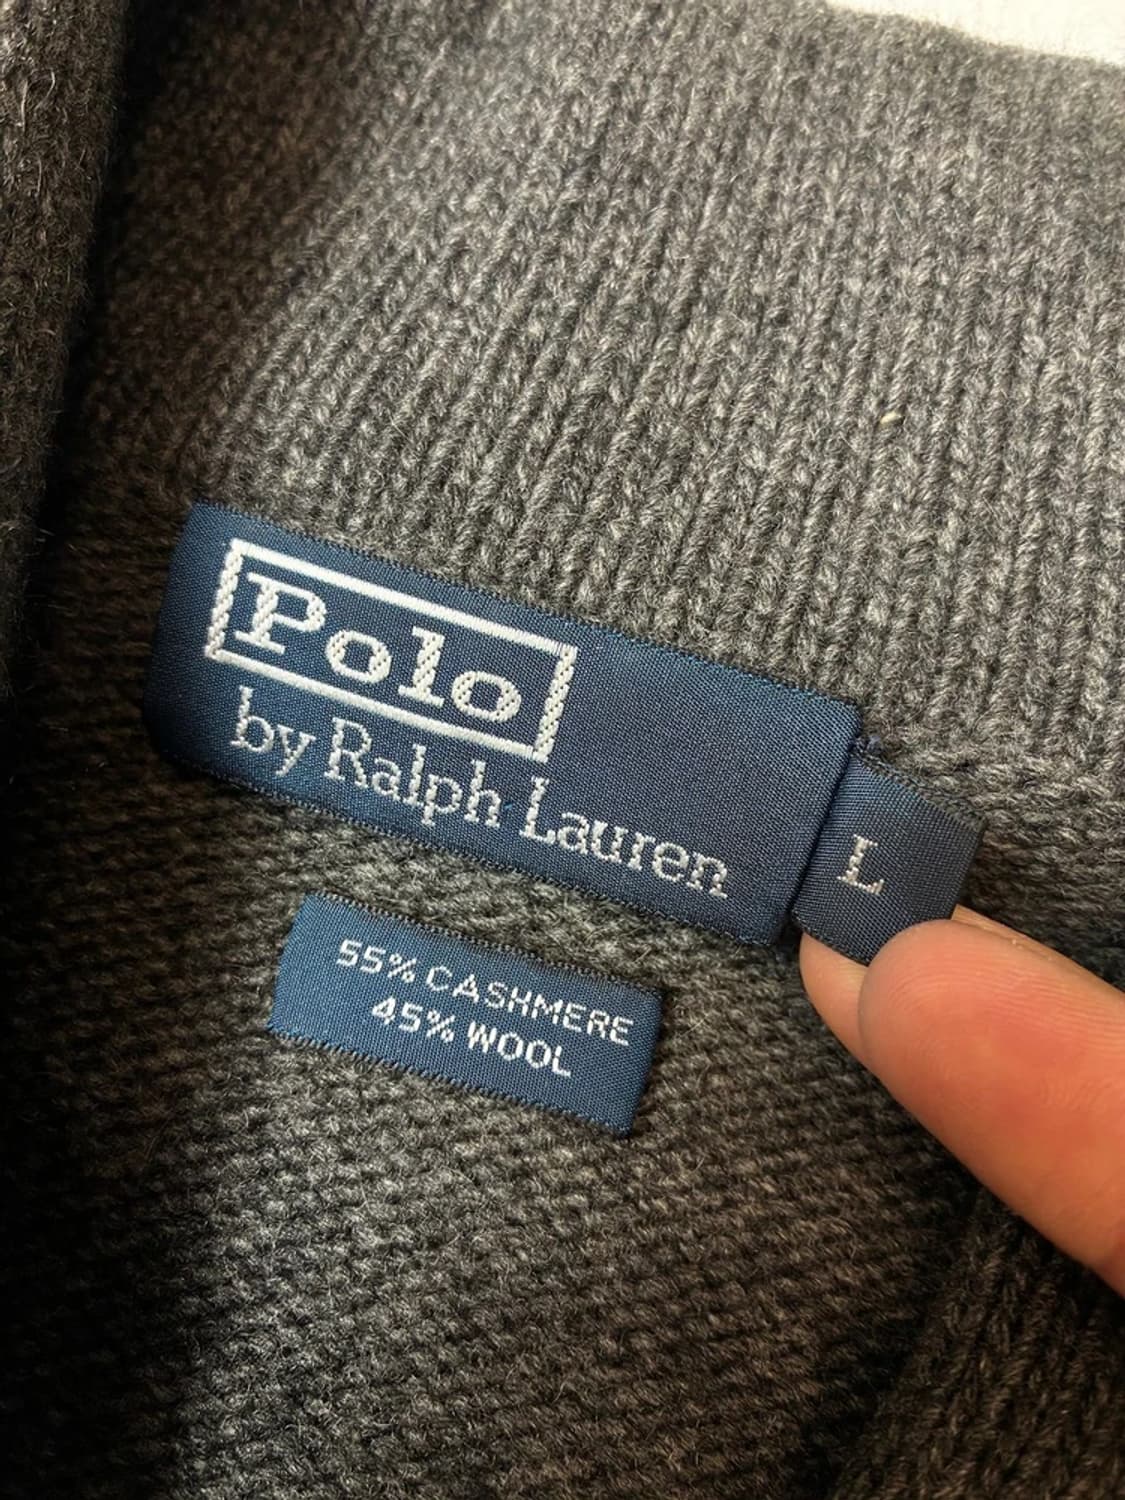 Polo
by Ralph Lauren
L
55% CASHMERE
45% WOOL